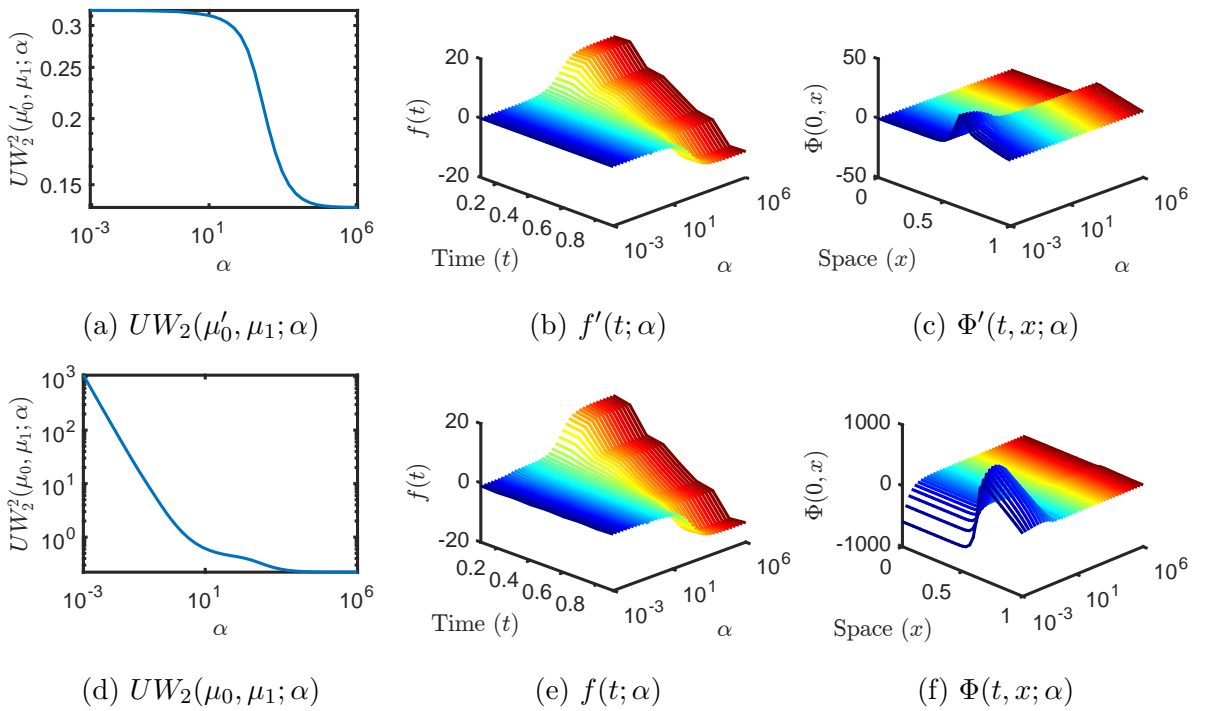 UW₂²(μ′₀, μ₁; α)
0.3
0.25
0.2
0.15
10⁻³
10¹
10⁶
α
(a) UW₂(μ′₀, μ₁; α)
f(t)
20
0
-20
0.2
0.4
0.6
0.8
Time (t)
10⁻³
10¹
10⁶
α
(b) f′(t; α)
Φ(0, x)
50
0
-50
0
0.5
1
Space (x)
10⁻³
10¹
10⁶
α
(c) Φ′(t, x; α)
UW₂²(μ₀, μ₁; α)
10³
10²
10¹
10⁰
10⁻³
10¹
10⁶
α
(d) UW₂(μ₀, μ₁; α)
f(t)
20
0
-20
0.2
0.4
0.6
0.8
Time (t)
10⁻³
10¹
10⁶
α
(e) f(t; α)
Φ(0, x)
1000
0
-1000
0
0.5
1
Space (x)
10⁻³
10¹
10⁶
α
(f) Φ(t, x; α)